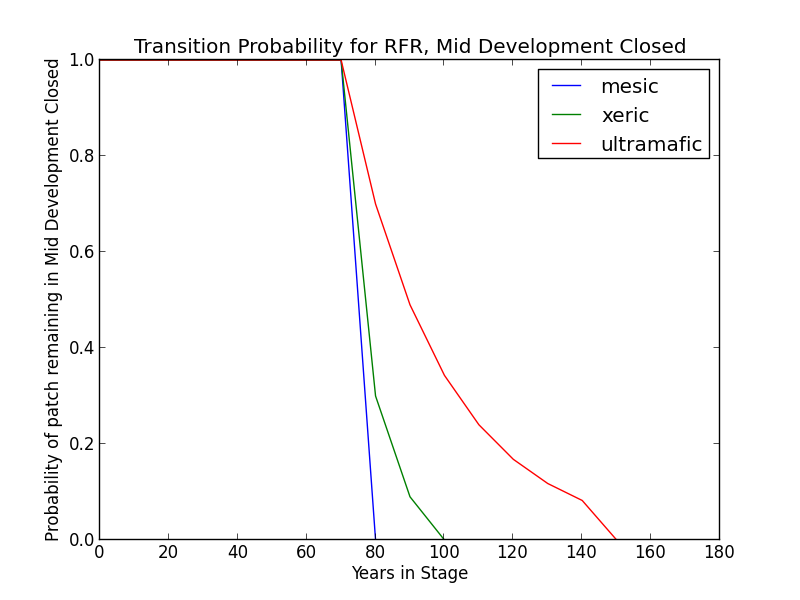 Transition Probability for RFR, Mid Development Closed
Probability of patch remaining in Mid Development Closed
1.0
0.8
0.6
0.4
0.2
0.0
mesic
xeric
ultramafic
0 20 40 60 80 100 120 140 160 180
Years in Stage